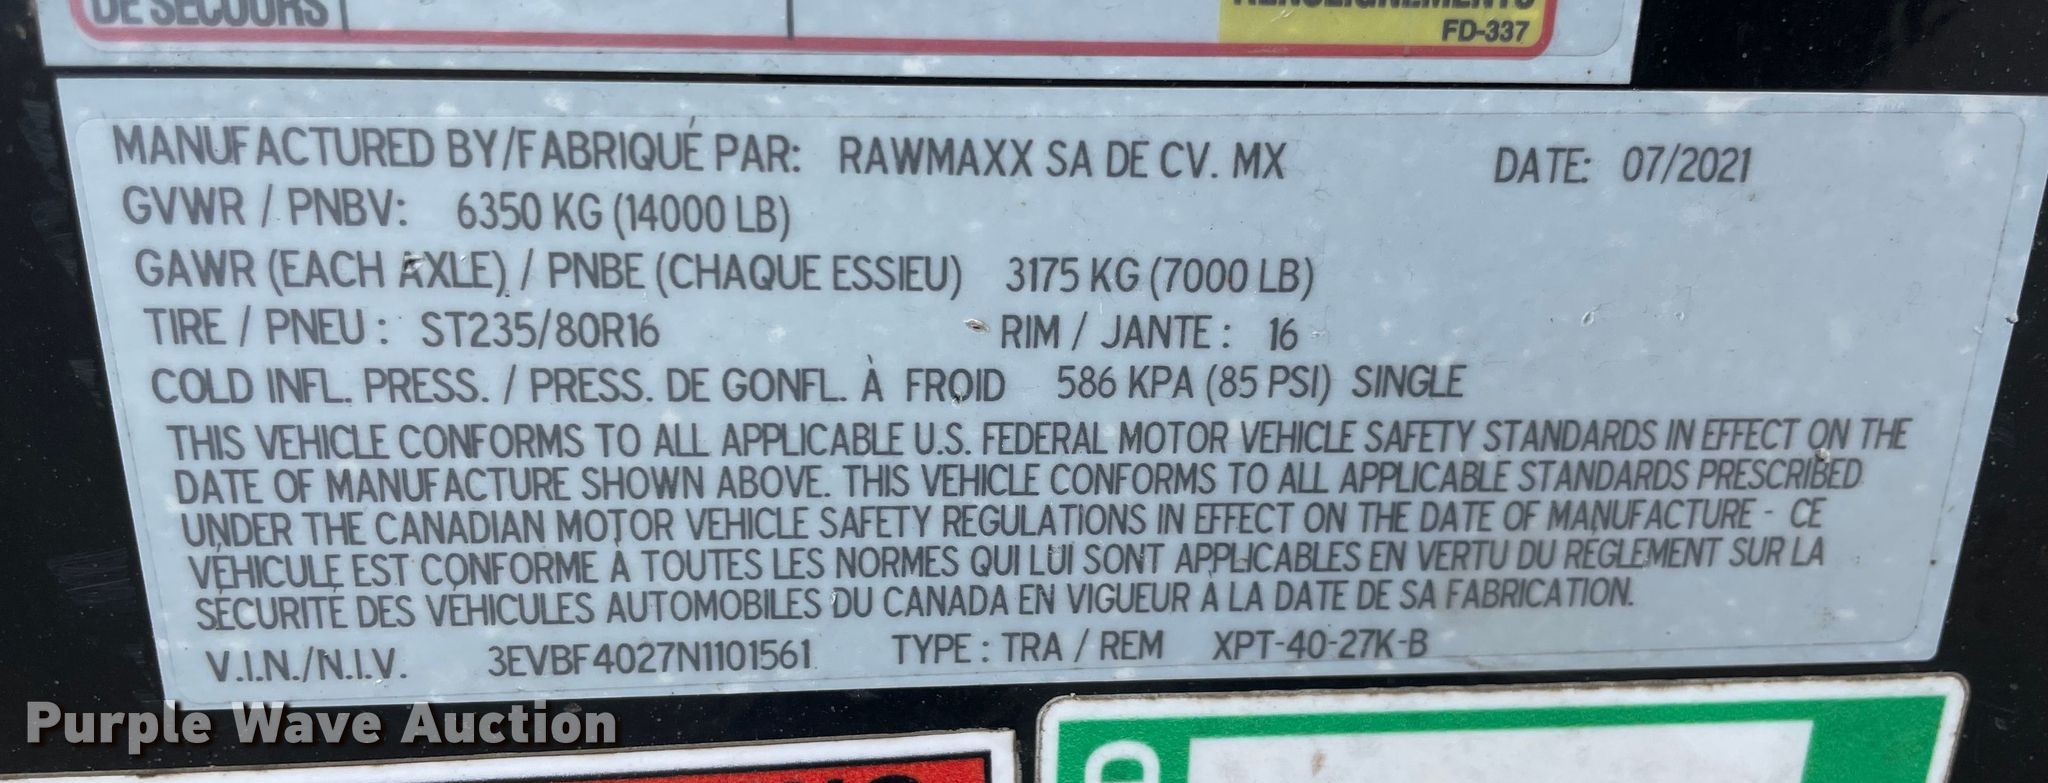 DE SECOURS
RENSEIGNEMENTS
FD-337
MANUFACTURED BY/FABRIQUÉ PAR: RAWMAXX SA DE CV. MX DATE: 07/2021
GVWR / PNBV: 6350 KG (14000 LB)
GAWR (EACH AXLE) / PNBE (CHAQUE ESSIEU) 3175 KG (7000 LB)
TIRE / PNEU : ST235/80R16 RIM / JANTE : 16
COLD INFL. PRESS. / PRESS. DE GONFL. À FROID 586 KPA (85 PSI) SINGLE
THIS VEHICLE CONFORMS TO ALL APPLICABLE U.S. FEDERAL MOTOR VEHICLE SAFETY STANDARDS IN EFFECT ON THE
DATE OF MANUFACTURE SHOWN ABOVE. THIS VEHICLE CONFORMS TO ALL APPLICABLE STANDARDS PRESCRIBED
UNDER THE CANADIAN MOTOR VEHICLE SAFETY REGULATIONS IN EFFECT ON THE DATE OF MANUFACTURE - CE
VÉHICULE EST CONFORME À TOUTES LES NORMES QUI LUI SONT APPLICABLES EN VERTU DU RÉGLEMENT SUR LA
SÉCURITÉ DES VÉHICULES AUTOMOBILES DU CANADA EN VIGUEUR À LA DATE DE SA FABRICATION.
V.I.N./N.I.V. 3EVBF4027N1101561 TYPE : TRA / REM XPT-40-27K-B
Purple Wave Auction